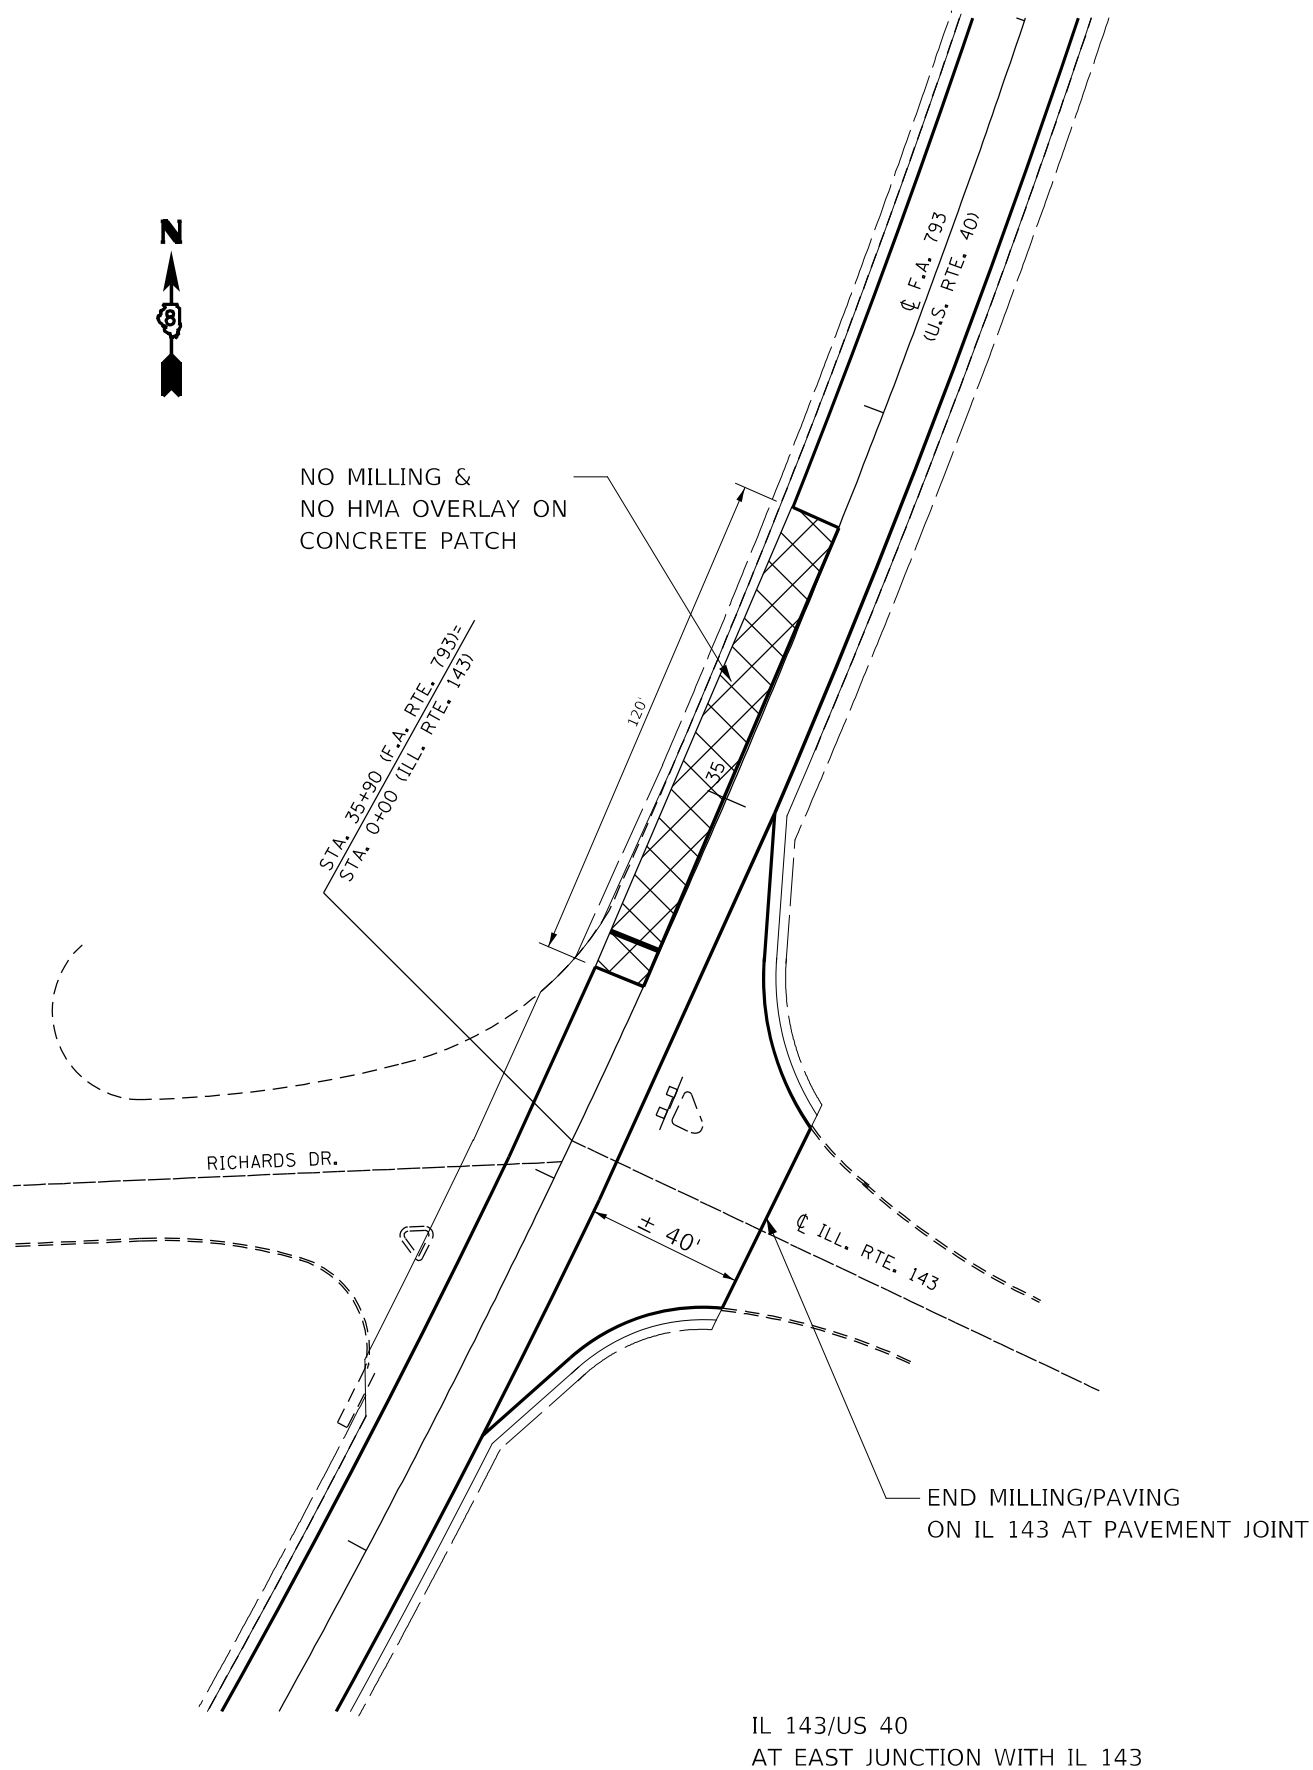 N
8
℄ F.A. 793
(U.S. RTE. 40)
NO MILLING &
NO HMA OVERLAY ON
CONCRETE PATCH
120'
STA. 35+90 (F.A. RTE. 793)=
STA. 0+00 (ILL. RTE. 143)
35
RICHARDS DR.
± 40'
℄ ILL. RTE. 143
END MILLING/PAVING
ON IL 143 AT PAVEMENT JOINT
IL 143/US 40
AT EAST JUNCTION WITH IL 143